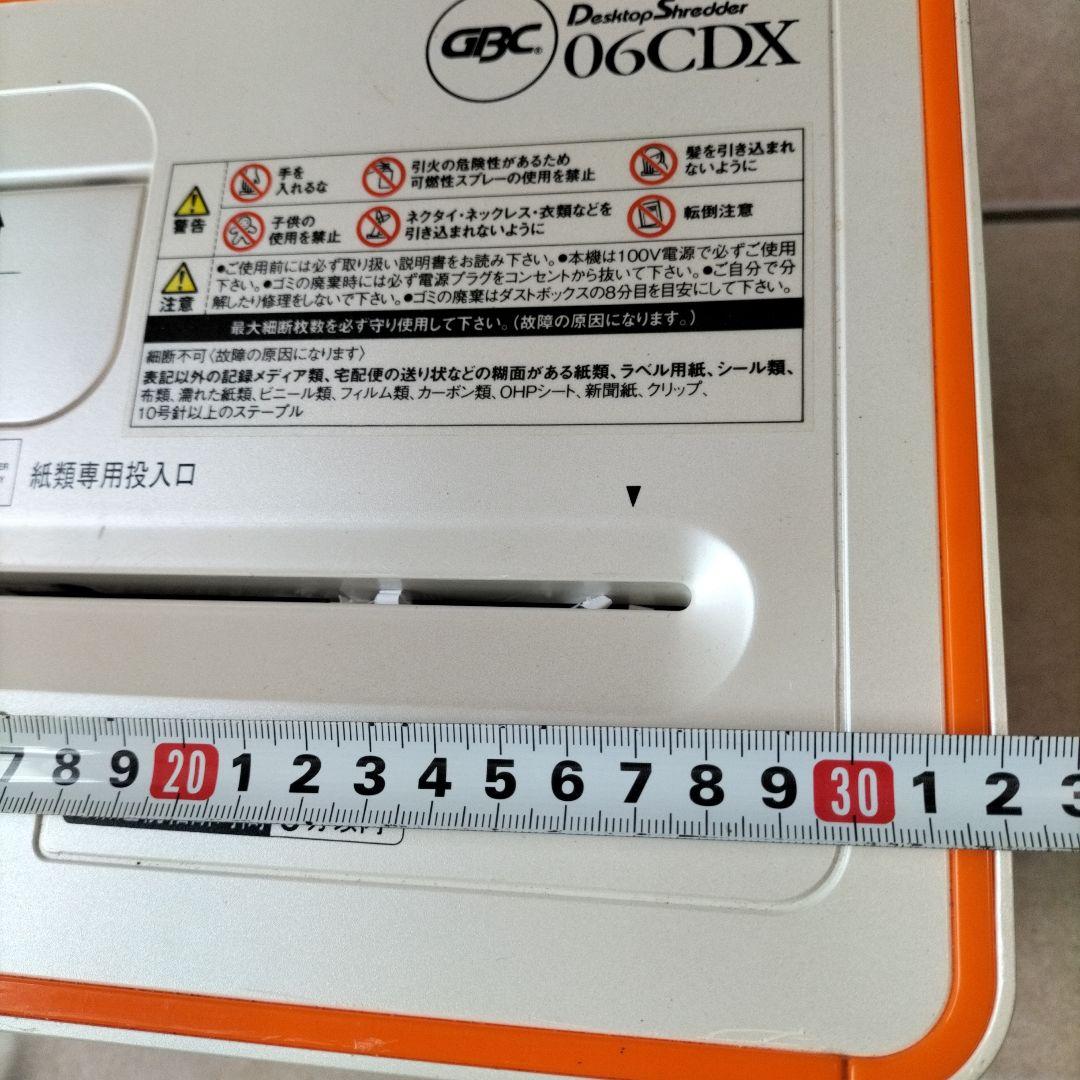 GBC®
Desktop Shredder
06CDX
警告
手を
入れるな
引火の危険性があるため
可燃性スプレーの使用を禁止
髪を引き込まれ
ないように
子供の
使用を禁止
ネクタイ・ネックレス・衣類などを
引き込まれないように
転倒注意
注意
●ご使用前には必ず取り扱い説明書をお読み下さい。●本機は100V電源で必ずご使用
下さい。●ゴミの廃棄時には必ず電源プラグをコンセントから抜いて下さい。●ご自分で分
解したり修理をしないで下さい。●ゴミの廃棄はダストボックスの8分目を目安にして下さい。
最大細断枚数を必ず守り使用して下さい。(故障の原因になります。)
細断不可〈故障の原因になります〉
表記以外の記録メディア類、宅配便の送り状などの糊面がある紙類、ラベル用紙、シール類、
布類、濡れた紙類、ビニール類、フィルム類、カーボン類、OHPシート、新聞紙、クリップ、
10号針以上のステープル
紙類専用投入口
7 8 9 20 1 2 3 4 5 6 7 8 9 30 1 2 3